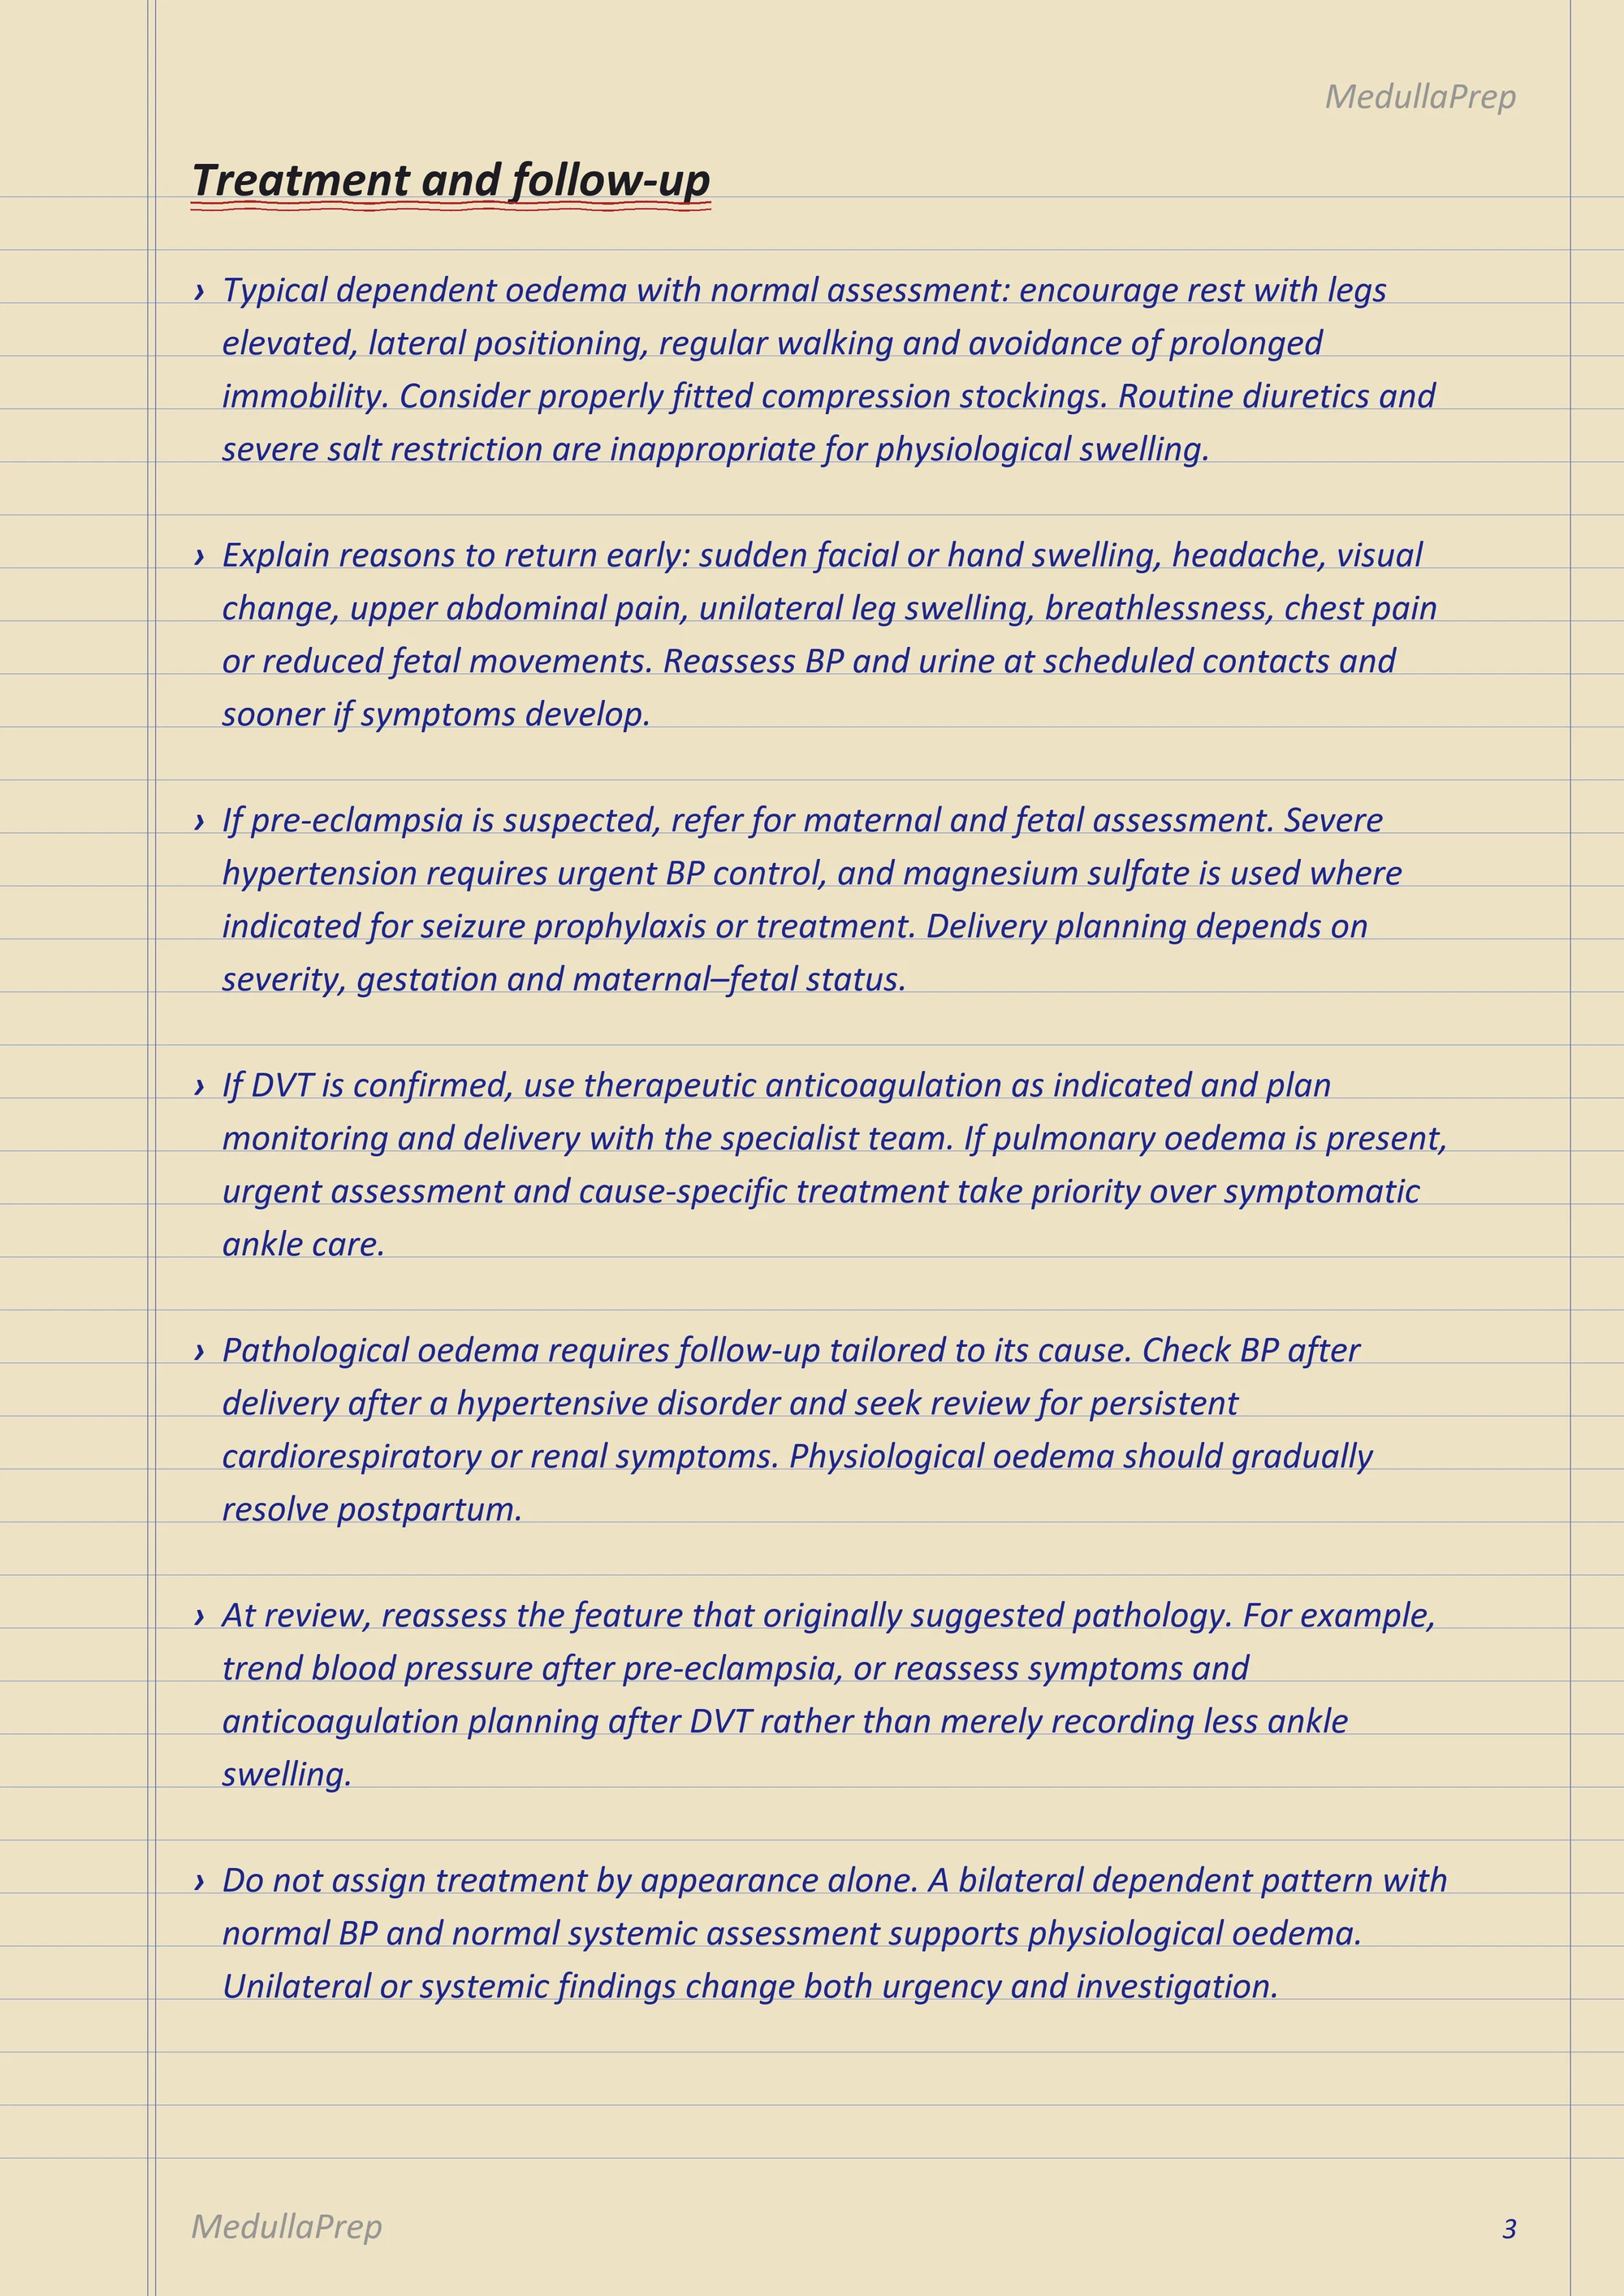 MedullaPrep
Treatment and follow-up
› Typical dependent oedema with normal assessment: encourage rest with legs
elevated, lateral positioning, regular walking and avoidance of prolonged
immobility. Consider properly fitted compression stockings. Routine diuretics and
severe salt restriction are inappropriate for physiological swelling.
› Explain reasons to return early: sudden facial or hand swelling, headache, visual
change, upper abdominal pain, unilateral leg swelling, breathlessness, chest pain
or reduced fetal movements. Reassess BP and urine at scheduled contacts and
sooner if symptoms develop.
› If pre-eclampsia is suspected, refer for maternal and fetal assessment. Severe
hypertension requires urgent BP control, and magnesium sulfate is used where
indicated for seizure prophylaxis or treatment. Delivery planning depends on
severity, gestation and maternal–fetal status.
› If DVT is confirmed, use therapeutic anticoagulation as indicated and plan
monitoring and delivery with the specialist team. If pulmonary oedema is present,
urgent assessment and cause-specific treatment take priority over symptomatic
ankle care.
› Pathological oedema requires follow-up tailored to its cause. Check BP after
delivery after a hypertensive disorder and seek review for persistent
cardiorespiratory or renal symptoms. Physiological oedema should gradually
resolve postpartum.
› At review, reassess the feature that originally suggested pathology. For example,
trend blood pressure after pre-eclampsia, or reassess symptoms and
anticoagulation planning after DVT rather than merely recording less ankle
swelling.
› Do not assign treatment by appearance alone. A bilateral dependent pattern with
normal BP and normal systemic assessment supports physiological oedema.
Unilateral or systemic findings change both urgency and investigation.
MedullaPrep
3